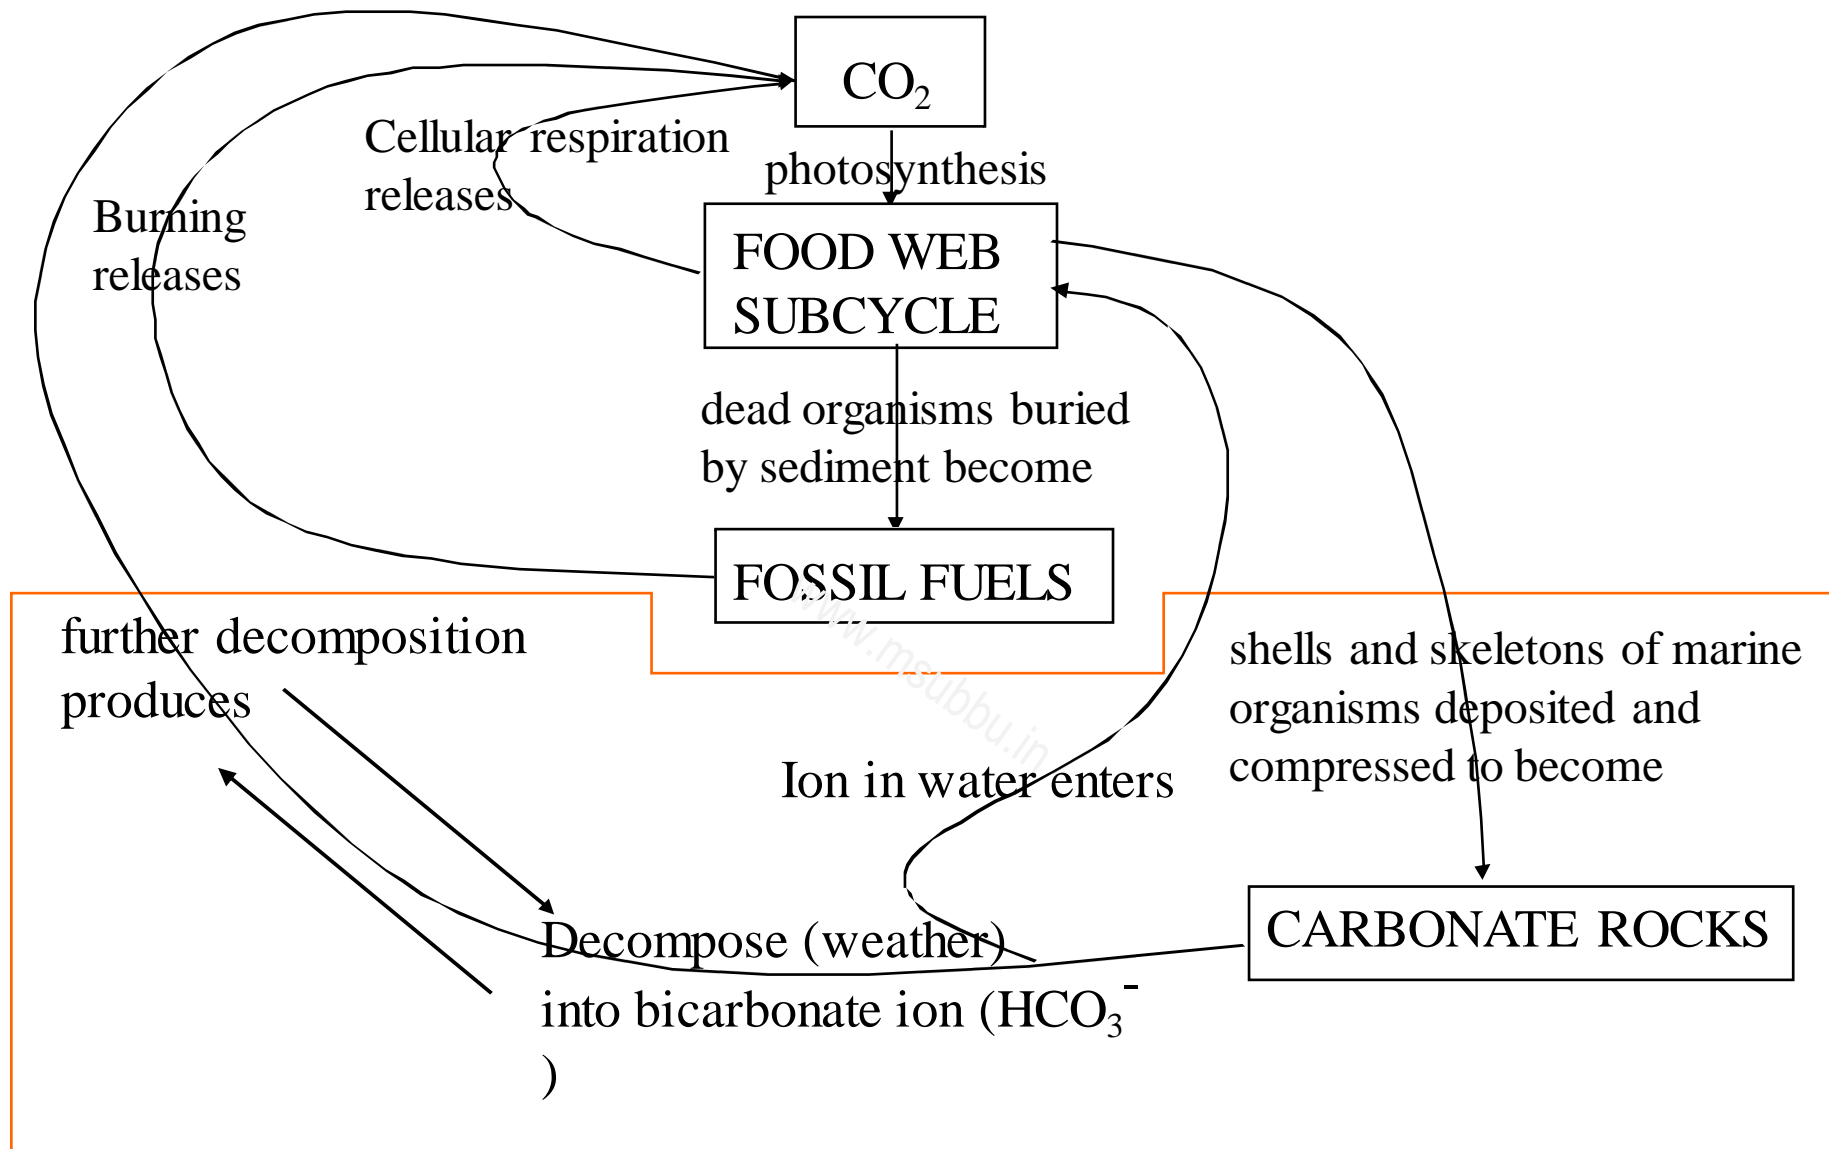 CO₂
Cellular respiration
releases
photosynthesis
Burning
releases
FOOD WEB
SUBCYCLE
dead organisms buried
by sediment become
FOSSIL FUELS
www.msubbu.in
further decomposition
produces
shells and skeletons of marine
organisms deposited and
compressed to become
Ion in water enters
CARBONATE ROCKS
Decompose (weather)
into bicarbonate ion (HCO₃⁻
)